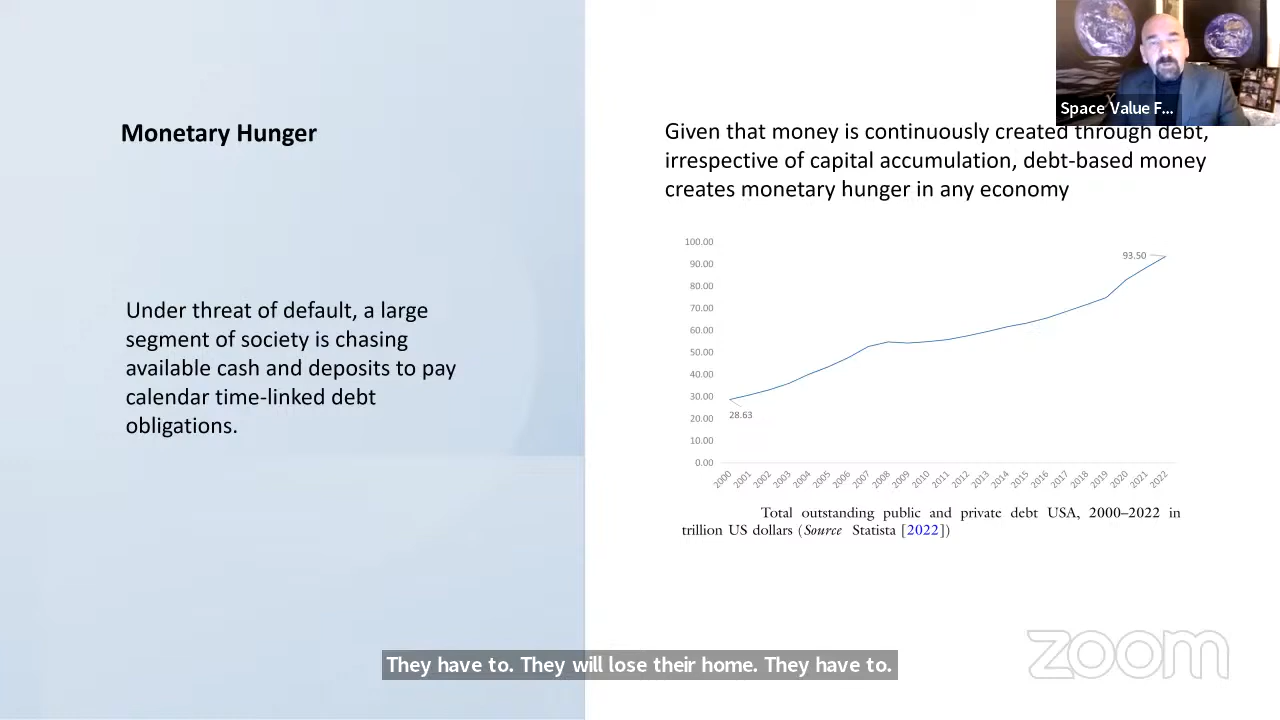 Space Value F...
Monetary Hunger
Given that money is continuously created through debt,
irrespective of capital accumulation, debt-based money
creates monetary hunger in any economy
Under threat of default, a large
segment of society is chasing
available cash and deposits to pay
calendar time-linked debt
obligations.
100.00
90.00
80.00
70.00
60.00
50.00
40.00
30.00
20.00
10.00
0.00
93.50
28.63
2000 2001 2002 2003 2004 2005 2006 2007 2008 2009 2010 2011 2012 2013 2014 2015 2016 2017 2018 2019 2020 2021 2022
Total outstanding public and private debt USA, 2000–2022 in
trillion US dollars (Source Statista [2022])
zoom
They have to. They will lose their home. They have to.